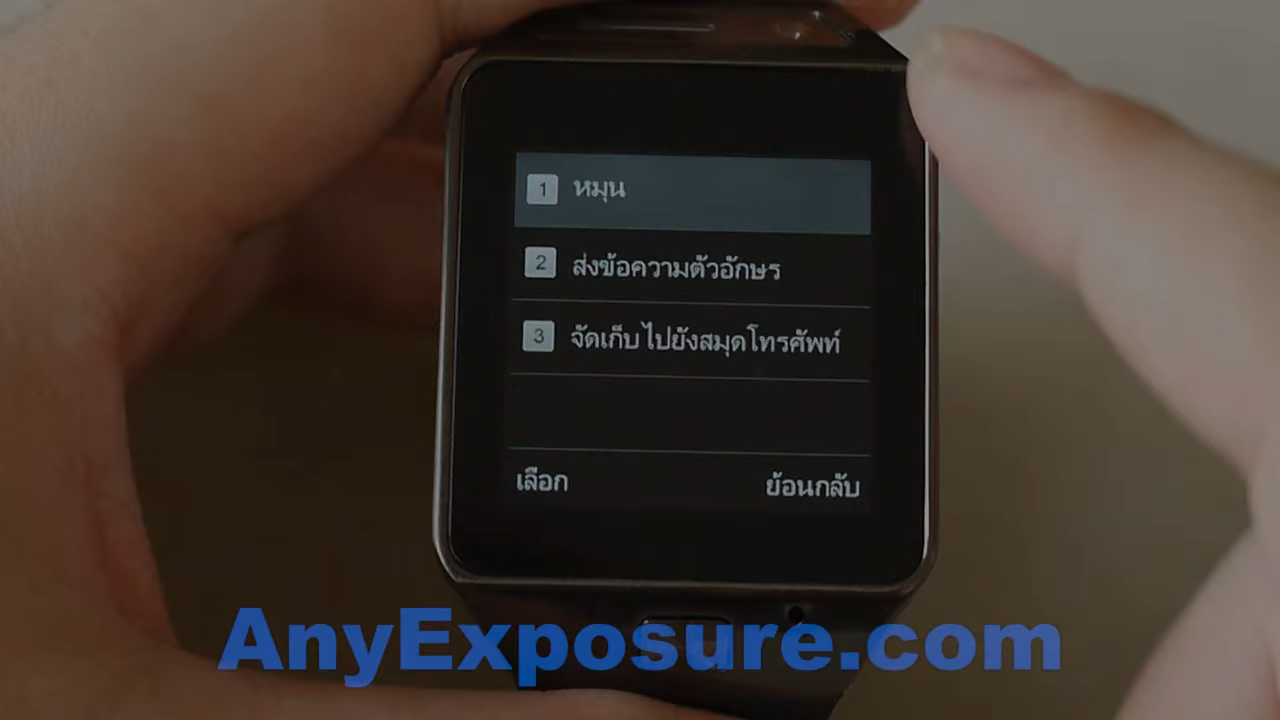 1 หมุน
2 ส่งข้อความตัวอักษร
3 จัดเก็บไปยังสมุดโทรศัพท์
เลือก ย้อนกลับ
AnyExposure.com